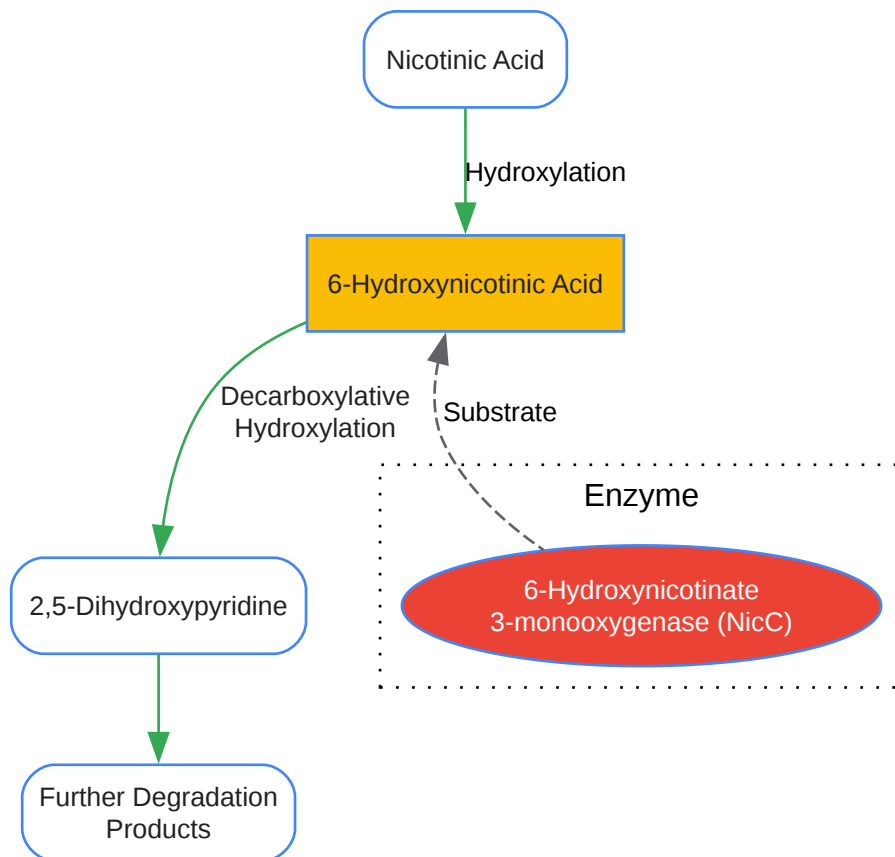 Nicotinic Acid
Hydroxylation
6-Hydroxynicotinic Acid
Decarboxylative
Hydroxylation
Substrate
Enzyme
6-Hydroxynicotinate
3-monooxygenase (NicC)
2,5-Dihydroxypyridine
Further Degradation
Products